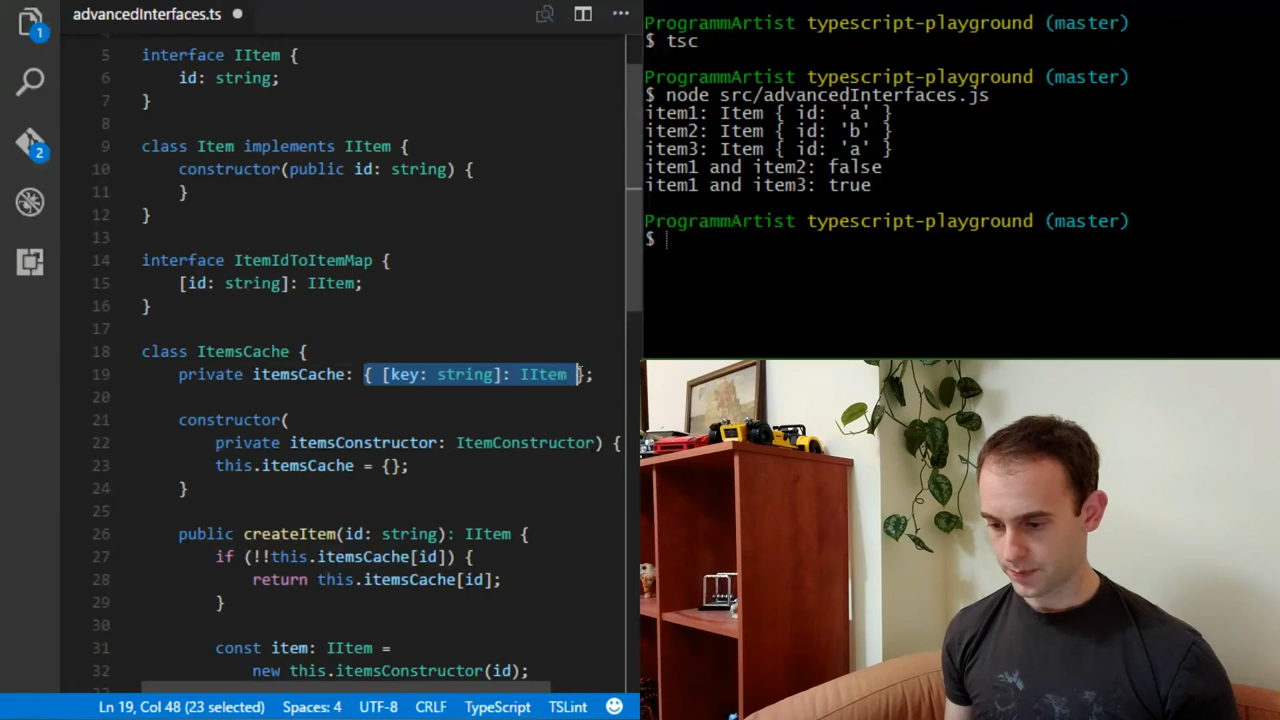 advancedInterfaces.ts
1
2
5 interface IItem {
6 id: string;
7 }
8
9 class Item implements IItem {
10 constructor(public id: string) {
11 }
12 }
13
14 interface ItemIdToItemMap {
15 [id: string]: IItem;
16 }
17
18 class ItemsCache {
19 private itemsCache: { [key: string]: IItem };
20
21 constructor(
22 private itemsConstructor: ItemConstructor) {
23 this.itemsCache = {};
24 }
25
26 public createItem(id: string): IItem {
27 if (!!this.itemsCache[id]) {
28 return this.itemsCache[id];
29 }
30
31 const item: IItem =
32 new this.itemsConstructor(id);
Ln 19, Col 48 (23 selected) Spaces: 4 UTF-8 CRLF TypeScript TSLint
ProgrammArtist typescript-playground (master)
$ tsc
ProgrammArtist typescript-playground (master)
$ node src/advancedInterfaces.js
item1: Item { id: 'a' }
item2: Item { id: 'b' }
item3: Item { id: 'a' }
item1 and item2: false
item1 and item3: true
ProgrammArtist typescript-playground (master)
$